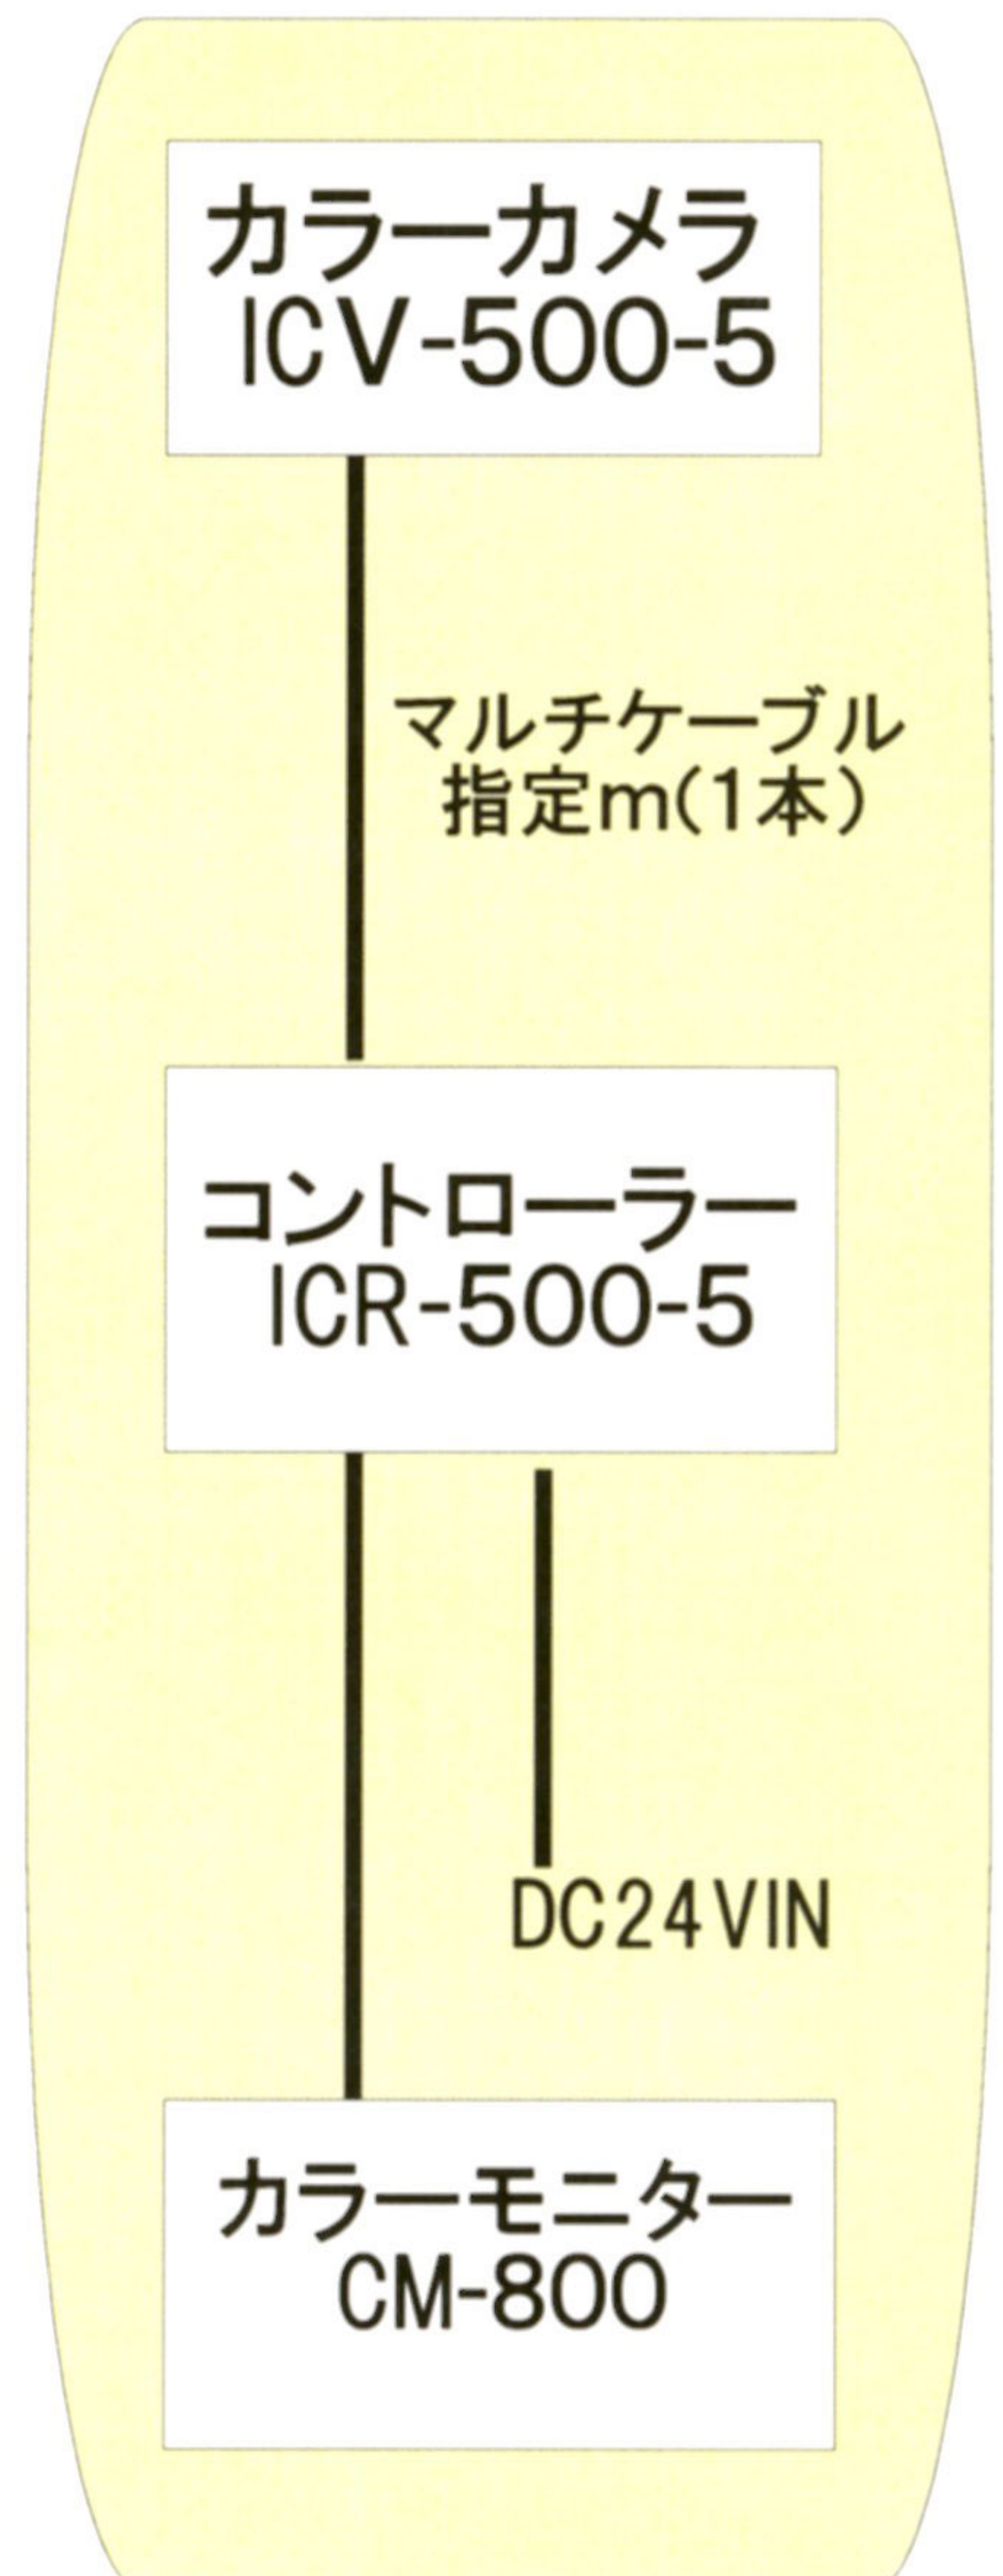 カラーカメラ
ICV-500-5
マルチケーブル
指定m(1本)
コントローラー
ICR-500-5
DC24VIN
カラーモニター
CM-800